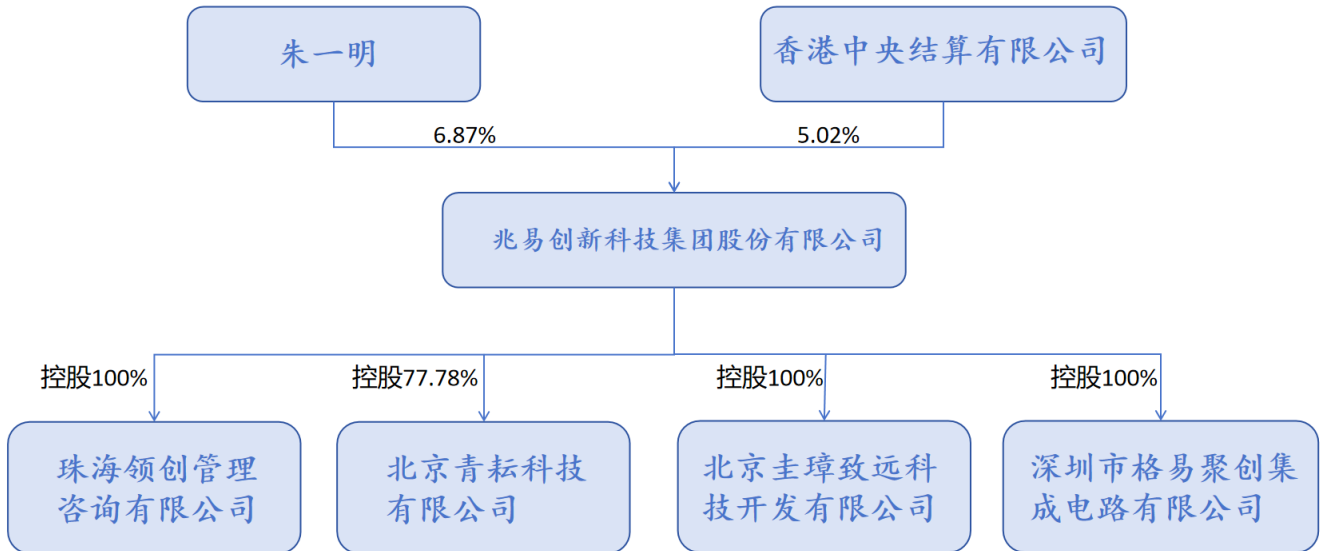 朱一明
香港中央结算有限公司
6.87%
5.02%
兆易创新科技集团股份有限公司
控股100%
控股77.78%
控股100%
控股100%
珠海领创管理
咨询有限公司
北京青耘科技
有限公司
北京圭璋致远科
技开发有限公司
深圳市格易聚创集
成电路有限公司